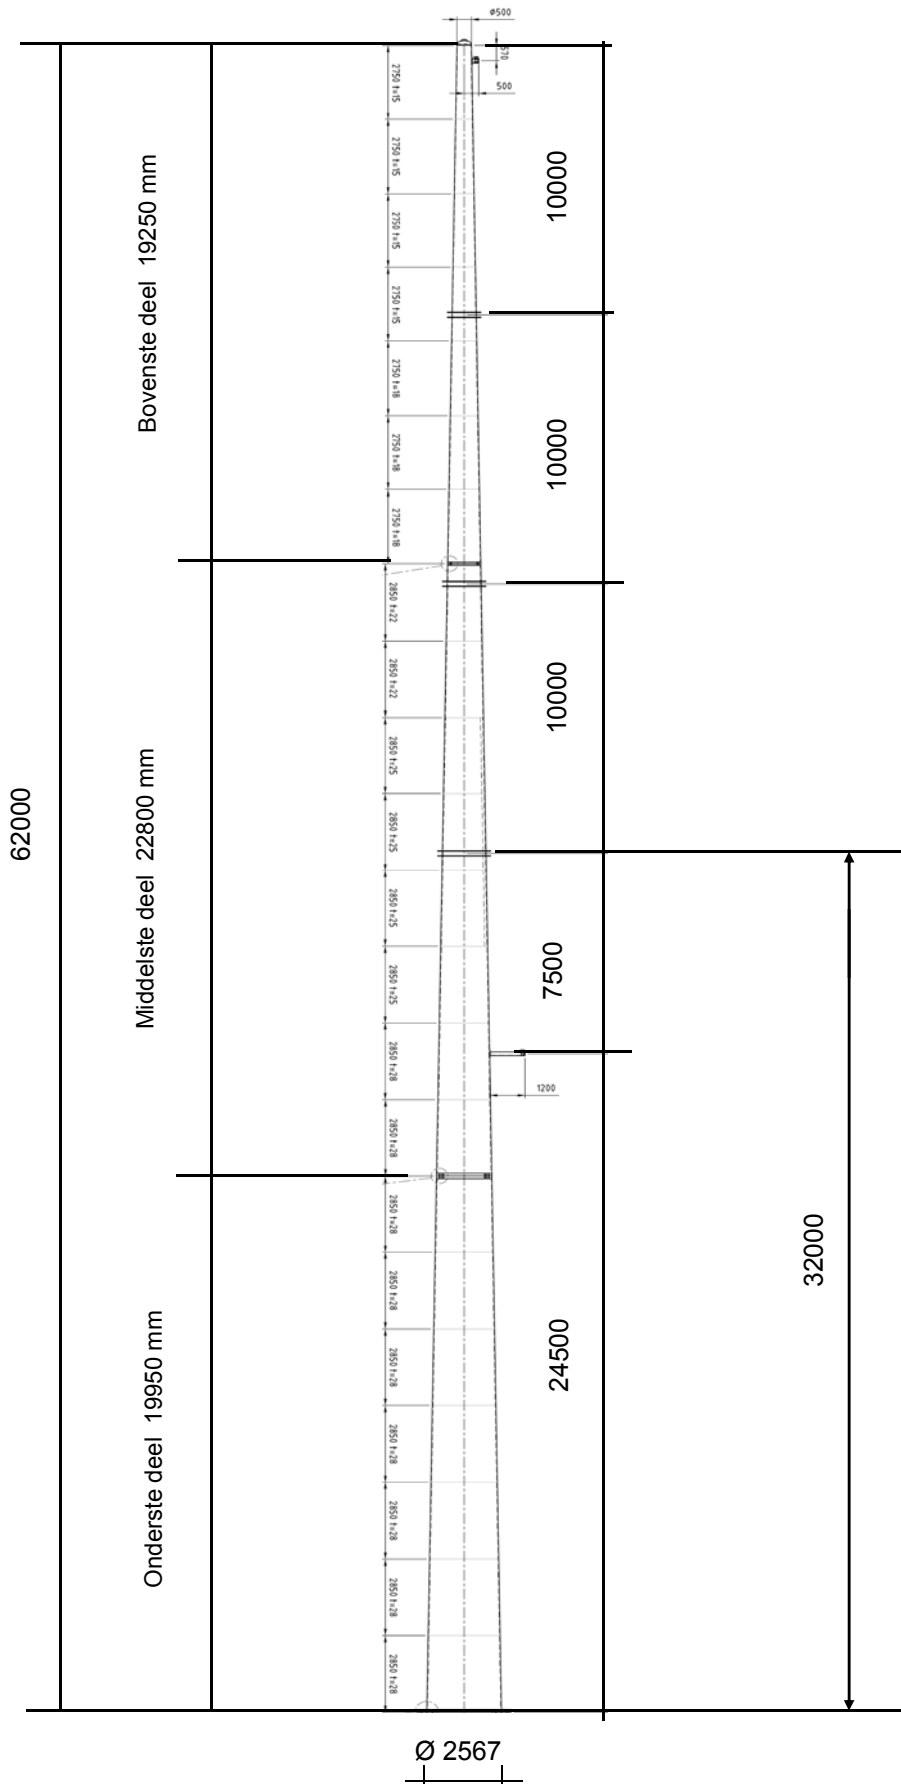 ø500
570
500
2750 t=15
2750 t=15
2750 t=15
2750 t=15
2750 t=18
2750 t=18
2750 t=18
2850 t=22
2850 t=22
2850 t=25
2850 t=25
2850 t=25
2850 t=25
2850 t=28
2850 t=28
2850 t=28
2850 t=28
2850 t=28
2850 t=28
2850 t=28
2850 t=28
2850 t=28
Bovenste deel 19250 mm
Middelste deel 22800 mm
Onderste deel 19950 mm
62000
10000
10000
10000
7500
1200
24500
32000
Ø 2567